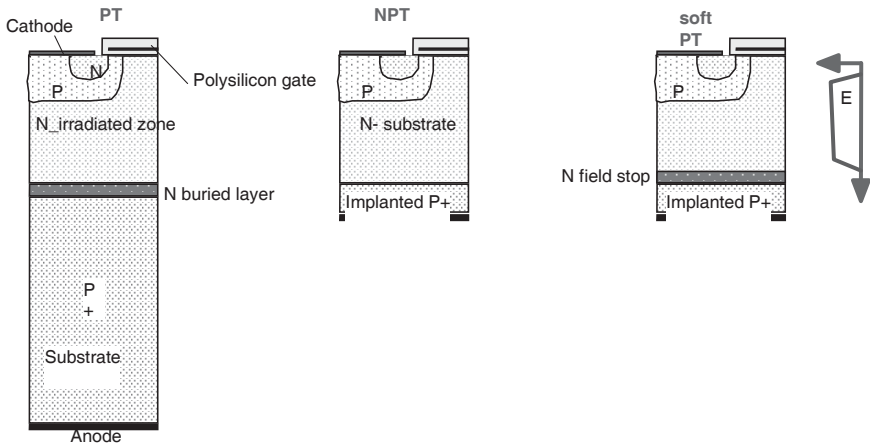 PT
NPT
soft
PT
Cathode
N
Polysilicon gate
P
N_irradiated zone
N buried layer
P
+
Substrate
Anode
P
N- substrate
Implanted P+
P
N field stop
Implanted P+
E